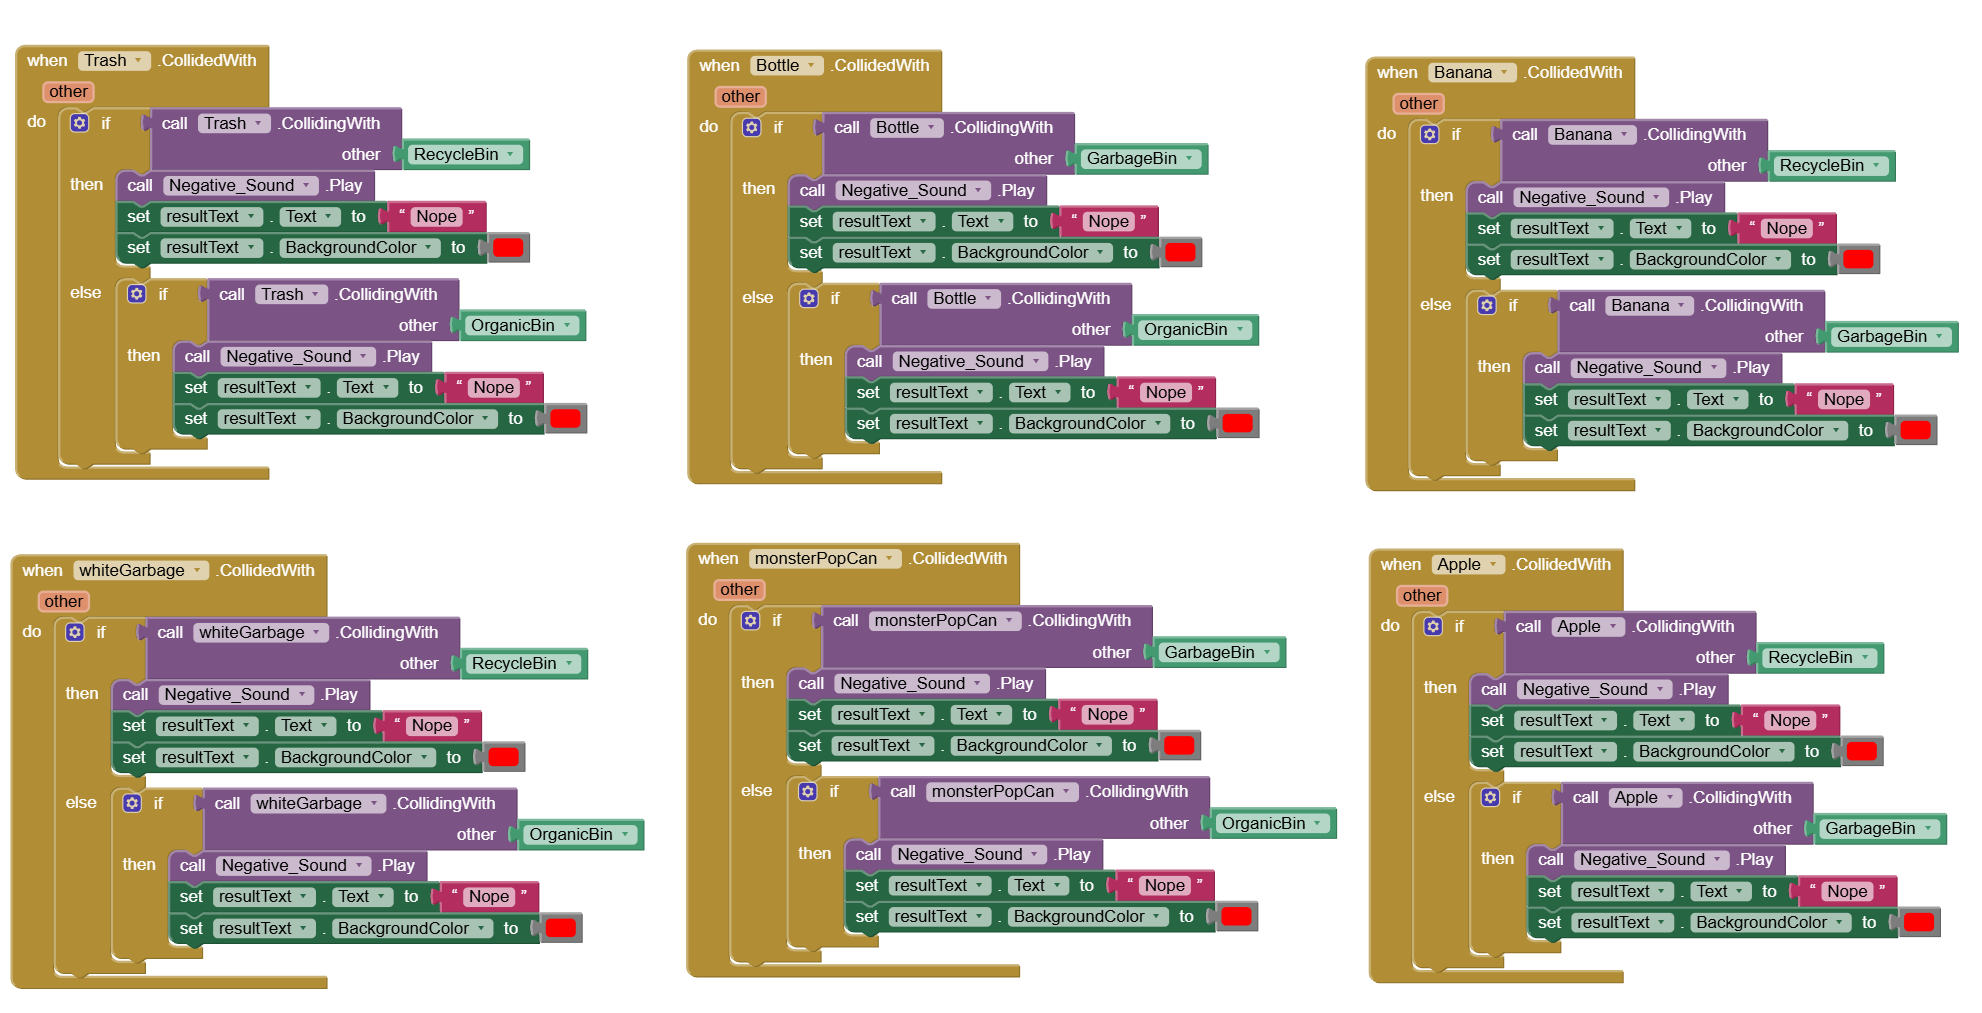 when Trash .CollidedWith
other
do if call Trash .CollidingWith
other RecycleBin
then call Negative_Sound .Play
set resultText . Text to “ Nope ”
set resultText . BackgroundColor to
else if call Trash .CollidingWith
other OrganicBin
then call Negative_Sound .Play
set resultText . Text to “ Nope ”
set resultText . BackgroundColor to
when Bottle .CollidedWith
other
do if call Bottle .CollidingWith
other GarbageBin
then call Negative_Sound .Play
set resultText . Text to “ Nope ”
set resultText . BackgroundColor to
else if call Bottle .CollidingWith
other OrganicBin
then call Negative_Sound .Play
set resultText . Text to “ Nope ”
set resultText . BackgroundColor to
when Banana .CollidedWith
other
do if call Banana .CollidingWith
other RecycleBin
then call Negative_Sound .Play
set resultText . Text to “ Nope ”
set resultText . BackgroundColor to
else if call Banana .CollidingWith
other GarbageBin
then call Negative_Sound .Play
set resultText . Text to “ Nope ”
set resultText . BackgroundColor to
when whiteGarbage .CollidedWith
other
do if call whiteGarbage .CollidingWith
other RecycleBin
then call Negative_Sound .Play
set resultText . Text to “ Nope ”
set resultText . BackgroundColor to
else if call whiteGarbage .CollidingWith
other OrganicBin
then call Negative_Sound .Play
set resultText . Text to “ Nope ”
set resultText . BackgroundColor to
when monsterPopCan .CollidedWith
other
do if call monsterPopCan .CollidingWith
other GarbageBin
then call Negative_Sound .Play
set resultText . Text to “ Nope ”
set resultText . BackgroundColor to
else if call monsterPopCan .CollidingWith
other OrganicBin
then call Negative_Sound .Play
set resultText . Text to “ Nope ”
set resultText . BackgroundColor to
when Apple .CollidedWith
other
do if call Apple .CollidingWith
other RecycleBin
then call Negative_Sound .Play
set resultText . Text to “ Nope ”
set resultText . BackgroundColor to
else if call Apple .CollidingWith
other GarbageBin
then call Negative_Sound .Play
set resultText . Text to “ Nope ”
set resultText . BackgroundColor to